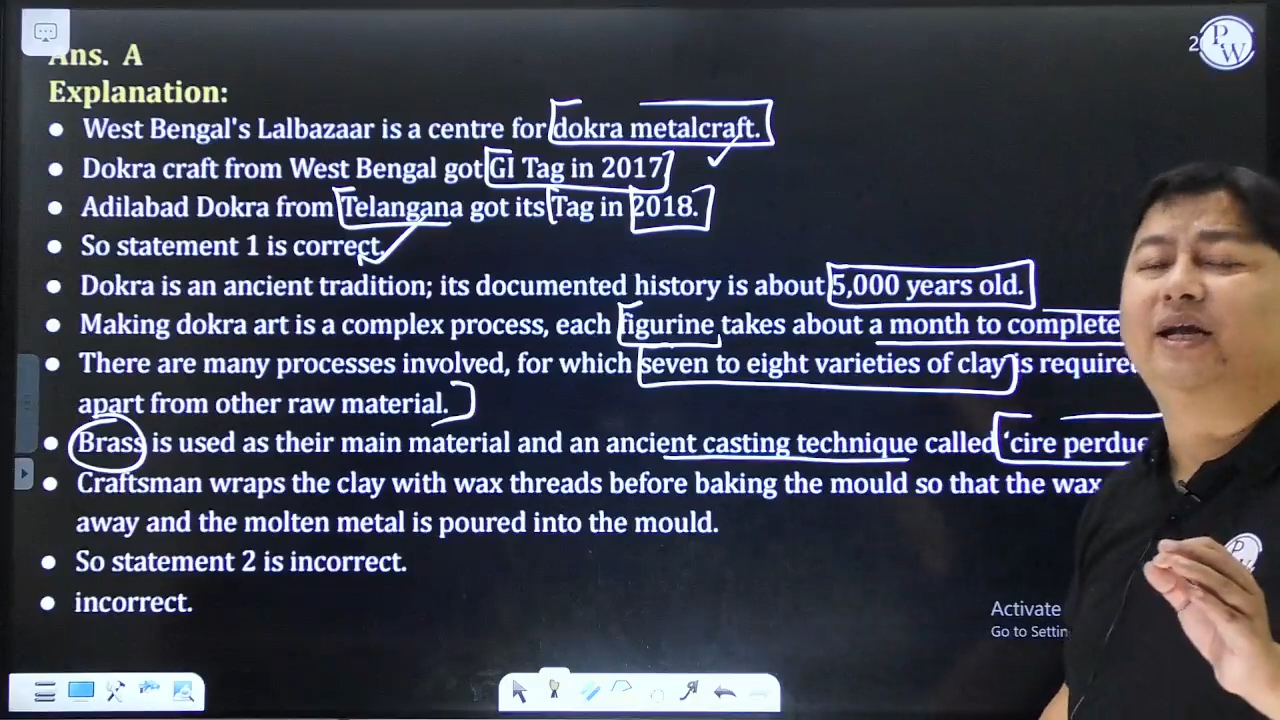 Ans. A
2
PW
Explanation:
West Bengal's Lalbazaar is a centre for dokra metalcraft.
Dokra craft from West Bengal got GI Tag in 2017
Adilabad Dokra from Telangana got its Tag in 2018.
So statement 1 is correct.
Dokra is an ancient tradition; its documented history is about 5,000 years old.
Making dokra art is a complex process, each figurine takes about a month to complete
There are many processes involved, for which seven to eight varieties of clay is require
apart from other raw material.
Brass is used as their main material and an ancient casting technique called 'cire perdue
Craftsman wraps the clay with wax threads before baking the mould so that the wax
away and the molten metal is poured into the mould.
So statement 2 is incorrect.
incorrect.
Activate
Go to Settin